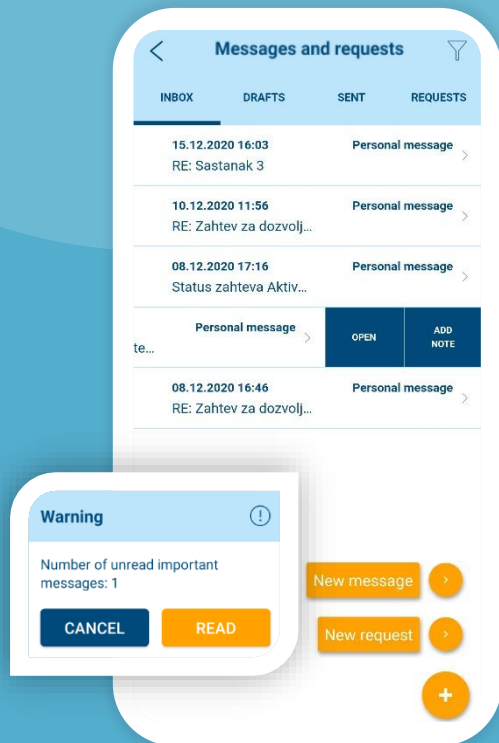 Messages and requests
INBOX DRAFTS SENT REQUESTS
15.12.2020 16:03 Personal message
RE: Sastanak 3
10.12.2020 11:56 Personal message
RE: Zahtev za dozvolj...
08.12.2020 17:16 Personal message
Status zahteva Aktiv...
Personal message
te...
OPEN
ADD
NOTE
08.12.2020 16:46 Personal message
RE: Zahtev za dozvolj...
Warning
Number of unread important
messages: 1
CANCEL READ
New message
New request